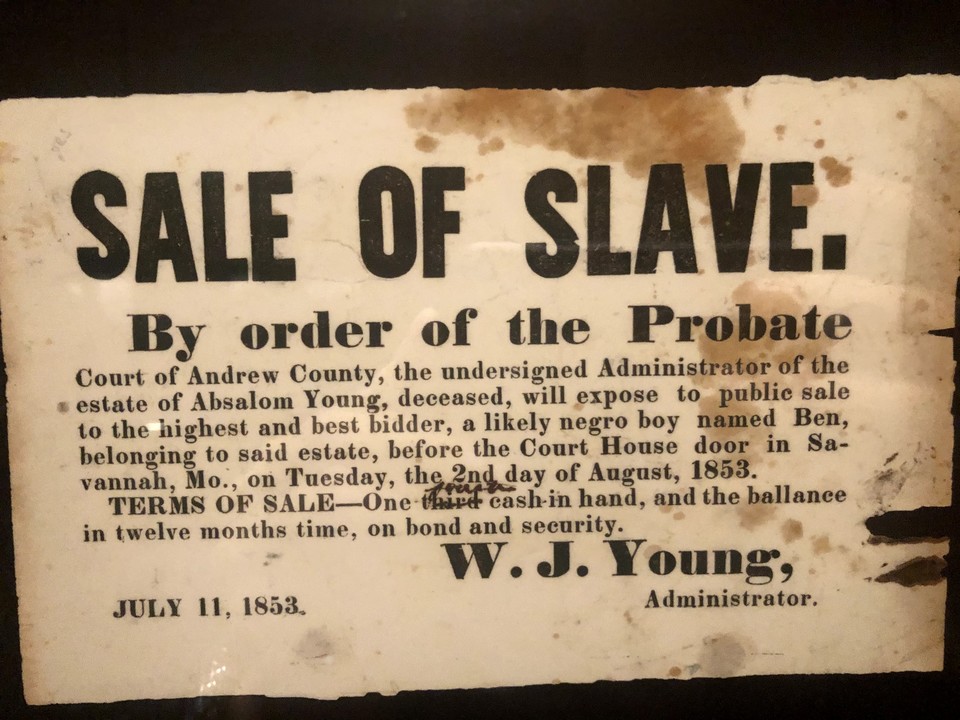 SALE OF SLAVE.
By order of the Probate
Court of Andrew County, the undersigned Administrator of the
estate of Absalom Young, deceased, will expose to public sale
to the highest and best bidder, a likely negro boy named Ben,
belonging to said estate, before the Court House door in Sa-
vannah, Mo., on Tuesday, the 2nd day of August, 1853.
TERMS OF SALE—One third cash in hand, and the ballance
in twelve months time, on bond and security.
W. J. Young,
Administrator.
JULY 11, 1853.